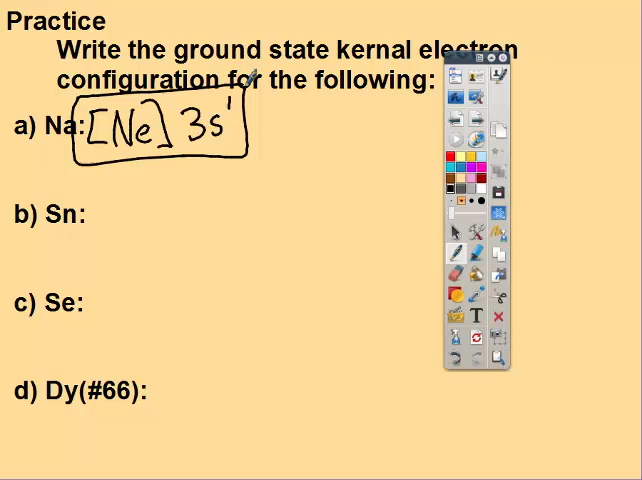 Practice
Write the ground state kernal electron
configuration for the following:
a) Na: [Ne] 3s¹
b) Sn:
c) Se:
d) Dy(#66):